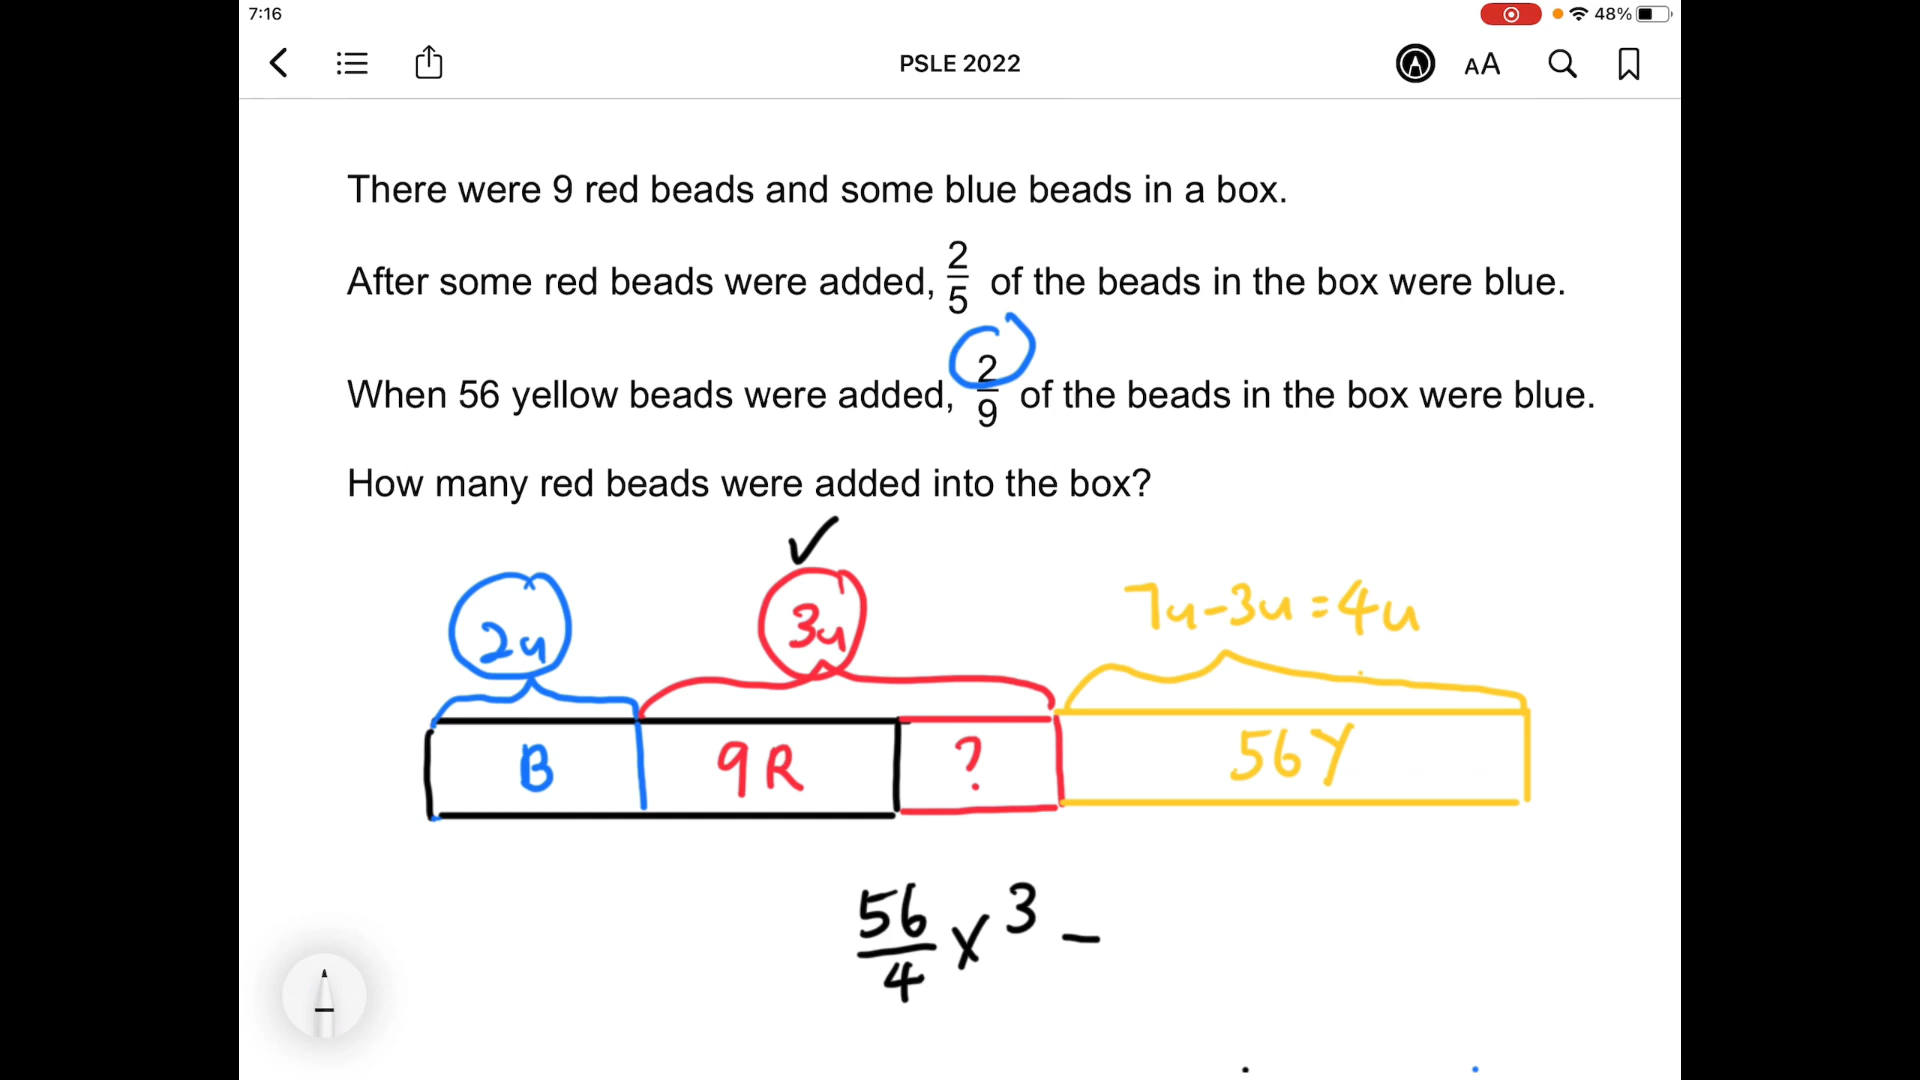 7:16
48%
PSLE 2022
AA
There were 9 red beads and some blue beads in a box.
After some red beads were added, 2/5 of the beads in the box were blue.
When 56 yellow beads were added, 2/9 of the beads in the box were blue.
How many red beads were added into the box?
2u 3u 7u-3u=4u
B 9R ? 56Y
56/4 x 3 -